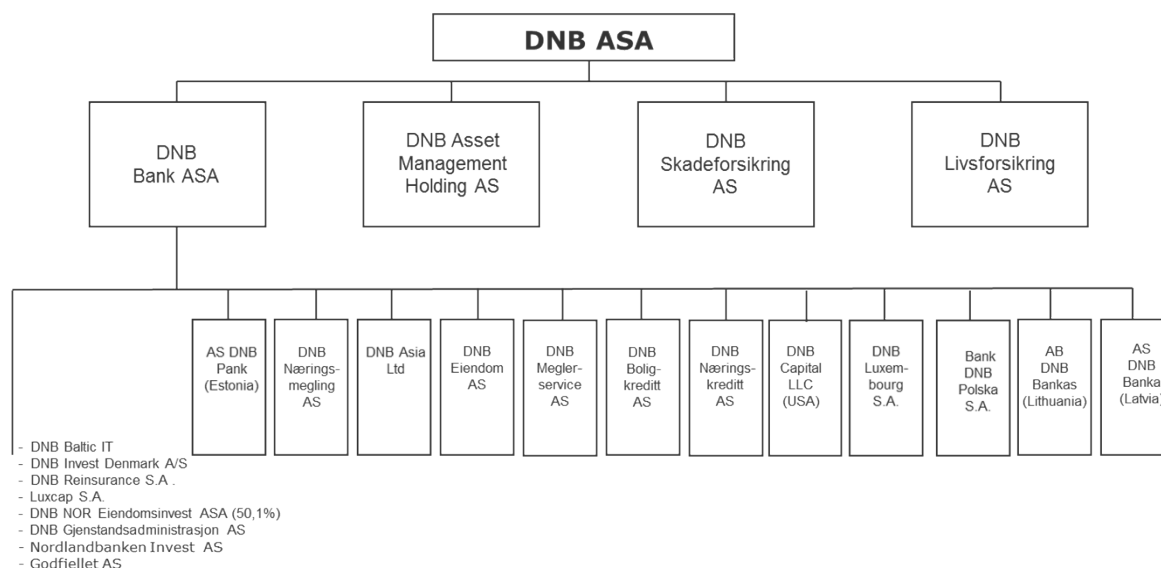 DNB ASA
DNB
Bank ASA
DNB Asset
Management
Holding AS
DNB
Skadeforsikring
AS
DNB
Livsforsikring
AS
AS DNB
Pank
(Estonia)
DNB
Nærings-
megling
AS
DNB Asia
Ltd
DNB
Eiendom
AS
DNB
Megler-
service
AS
DNB
Bolig-
kreditt
AS
DNB
Nærings-
kreditt
AS
DNB
Capital
LLC
(USA)
DNB
Luxem-
bourg
S.A.
Bank
DNB
Polska
S.A.
AB
DNB
Bankas
(Lithuania)
AS
DNB
Banka
(Latvia)
- DNB Baltic IT
- DNB Invest Denmark A/S
- DNB Reinsurance S.A .
- Luxcap S.A.
- DNB NOR Eiendomsinvest ASA (50,1%)
- DNB Gjenstandsadministrasjon AS
- Nordlandbanken Invest AS
- Godfjellet AS